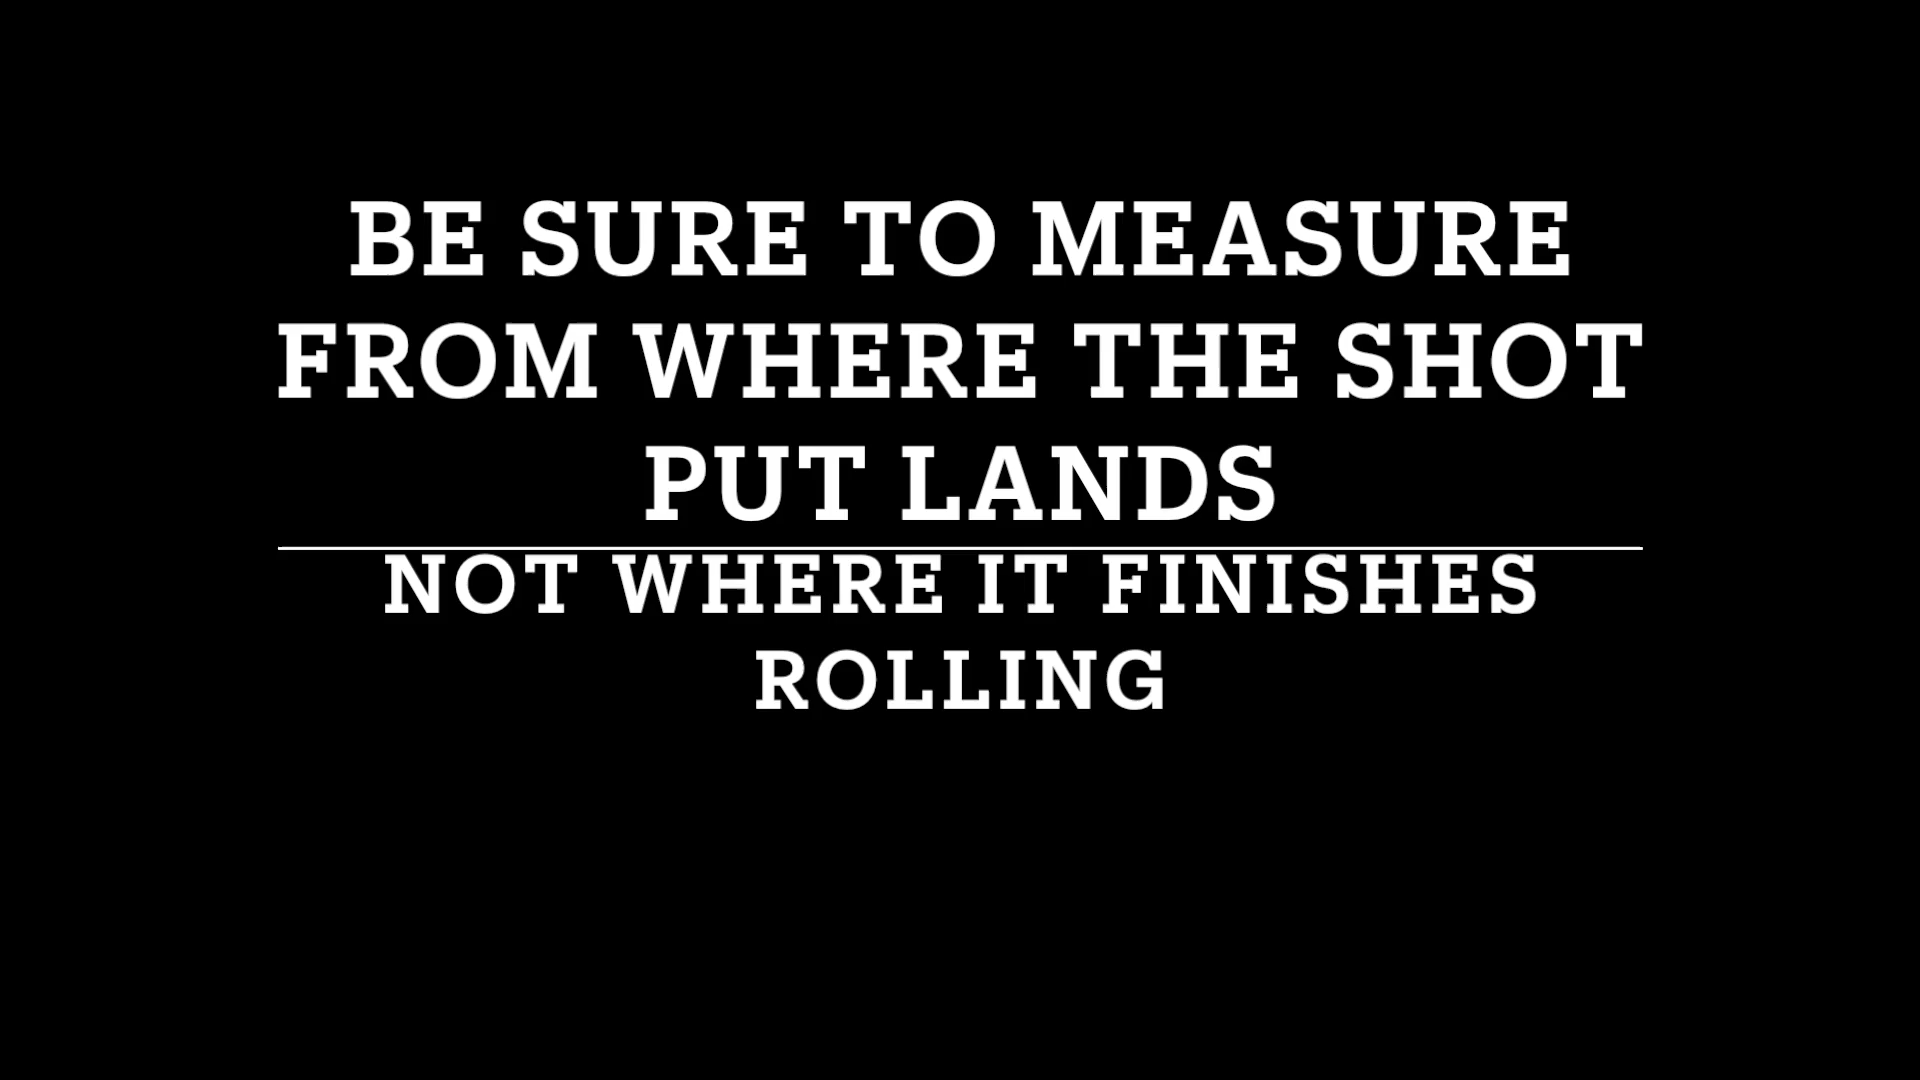 BE SURE TO MEASURE
FROM WHERE THE SHOT
PUT LANDS
NOT WHERE IT FINISHES
ROLLING